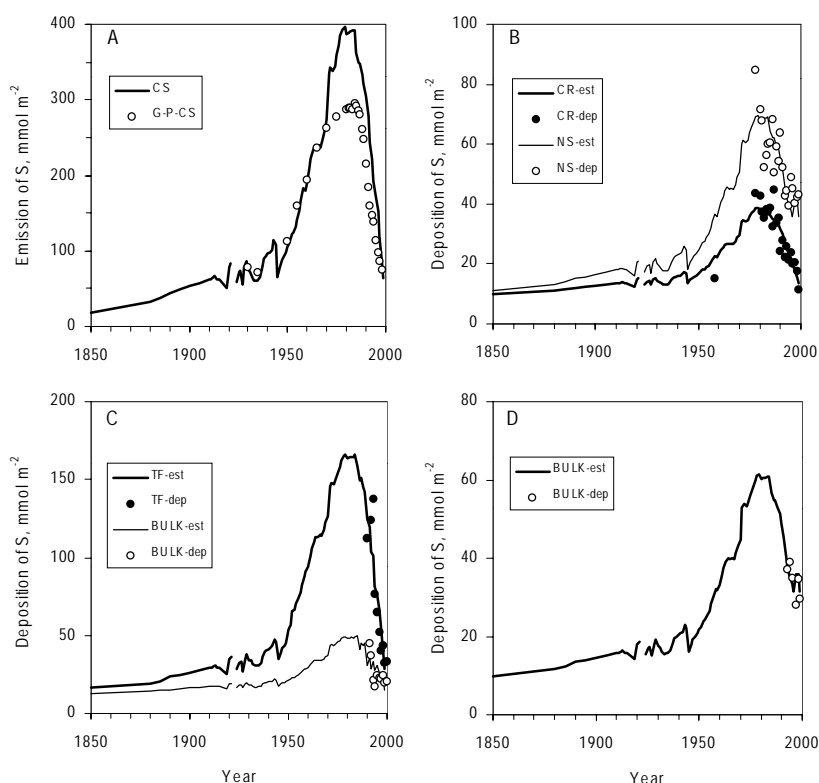 A
CS
G-P-CS
Emission of S, mmol m-2
400
300
200
100
0
1850
1900
1950
2000
B
CR-est
CR-dep
NS-est
NS-dep
Deposition of S, mmol m-2
100
80
60
40
20
0
1850
1900
1950
2000
C
TF-est
TF-dep
BULK-est
BULK-dep
Deposition of S, mmol m-2
200
150
100
50
0
1850
1900
1950
2000
Year
D
BULK-est
BULK-dep
Deposition of S, mmol m-2
80
60
40
20
0
1850
1900
1950
2000
Year